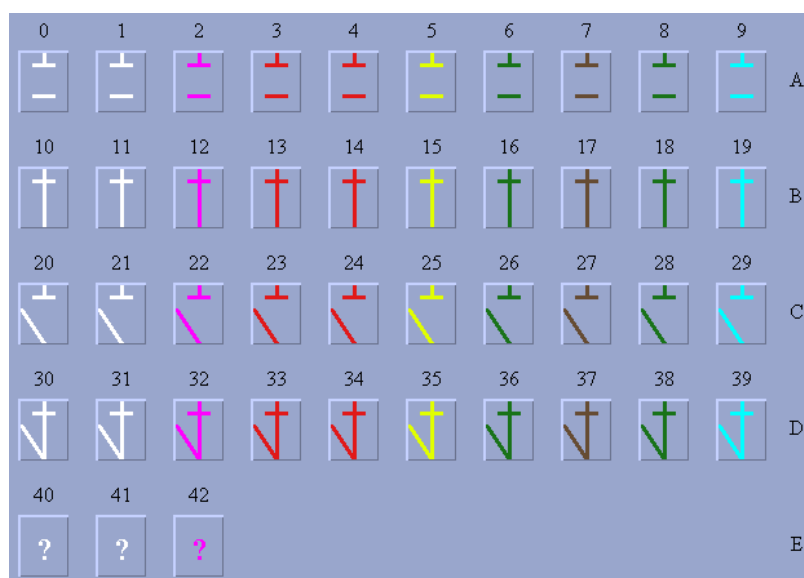 0 1 2 3 4 5 6 7 8 9
A
10 11 12 13 14 15 16 17 18 19
B
20 21 22 23 24 25 26 27 28 29
C
30 31 32 33 34 35 36 37 38 39
D
40 41 42
? ? ? E